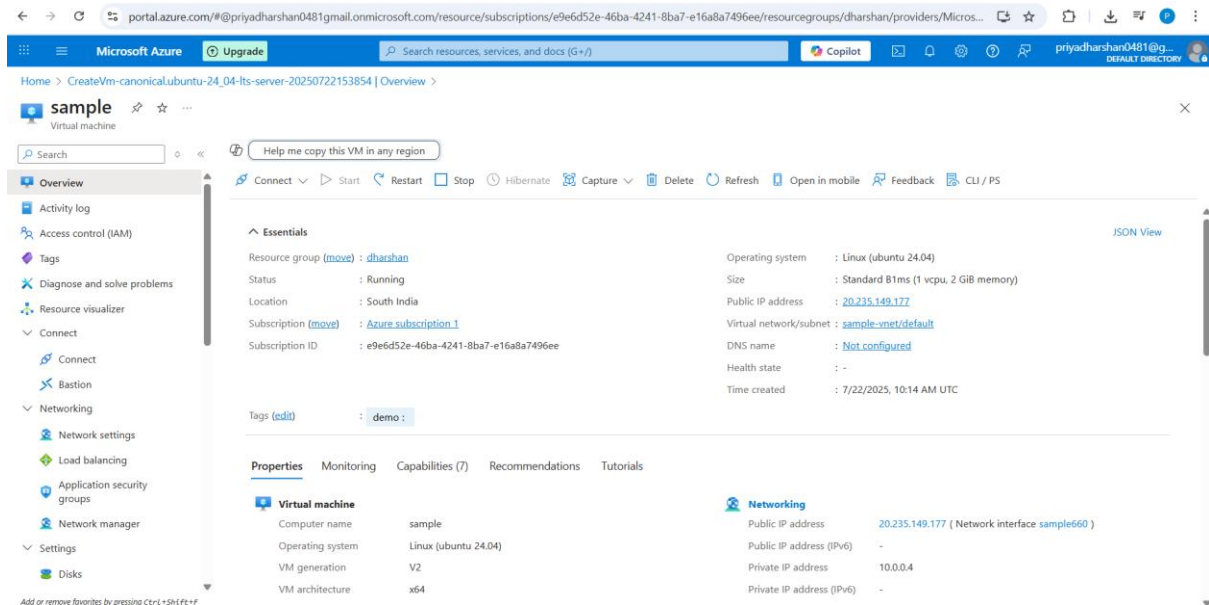 portal.azure.com/#@priyadharshan0481gmail.onmicrosoft.com/resource/subscriptions/e9e6d52e-46ba-4241-8ba7-e16a8a7496ee/resourcegroups/dharshan/providers/Micros...
P
Microsoft Azure
Upgrade
Search resources, services, and docs (G+/)
Copilot
priyadharshan0481@g...
DEFAULT DIRECTORY
Home > CreateVm-canonical.ubuntu-24_04-lts-server-20250722153854 | Overview >
sample
Virtual machine
Search
Overview
Activity log
Access control (IAM)
Tags
Diagnose and solve problems
Resource visualizer
Connect
Connect
Bastion
Networking
Network settings
Load balancing
Application security
groups
Network manager
Settings
Disks
Add or remove favorites by pressing Ctrl+Shift+F
Help me copy this VM in any region
Connect Start Restart Stop Hibernate Capture Delete Refresh Open in mobile Feedback CLI / PS
Essentials
JSON View
Resource group (move) : dharshan
Status : Running
Location : South India
Subscription (move) : Azure subscription 1
Subscription ID : e9e6d52e-46ba-4241-8ba7-e16a8a7496ee
Operating system : Linux (ubuntu 24.04)
Size : Standard B1ms (1 vcpu, 2 GiB memory)
Public IP address : 20.235.149.177
Virtual network/subnet : sample-vnet/default
DNS name : Not configured
Health state : -
Time created : 7/22/2025, 10:14 AM UTC
Tags (edit) : demo :
Properties Monitoring Capabilities (7) Recommendations Tutorials
Virtual machine
Computer name sample
Operating system Linux (ubuntu 24.04)
VM generation V2
VM architecture x64
Networking
Public IP address 20.235.149.177 ( Network interface sample660 )
Public IP address (IPv6) -
Private IP address 10.0.0.4
Private IP address (IPv6) -